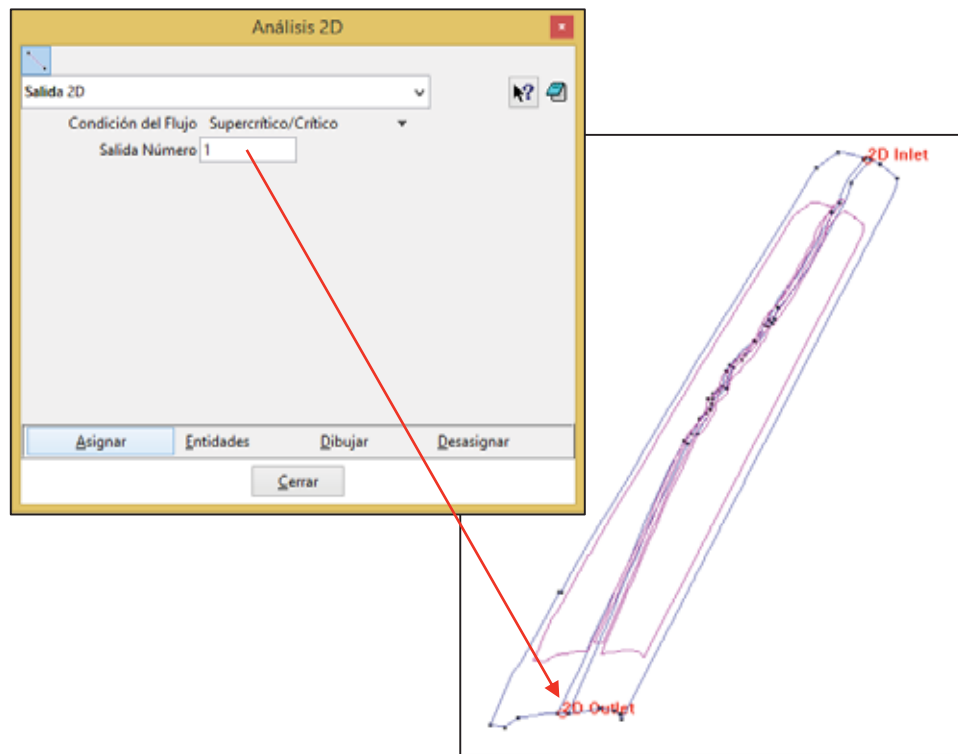 Análisis 2D
Salida 2D
Condición del Flujo Supercrítico/Crítico
Salida Número 1
Asignar Entidades Dibujar Desasignar
Cerrar
2D Inlet
2D Outlet